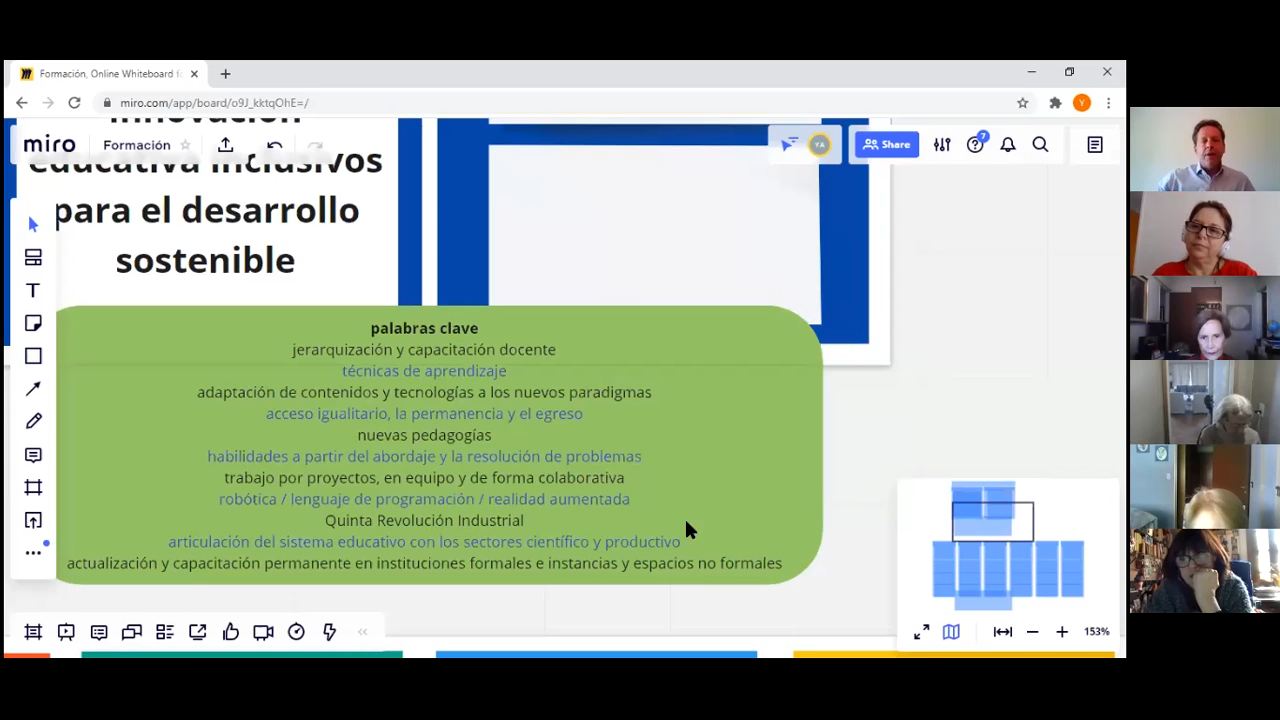 Formación, Online Whiteboard fo
miro.com/app/board/o9J_kktqOhE=/
Y
innovación
miro
Formación
YA
Share
7
educativa inclusivos
para el desarrollo
sostenible
palabras clave
jerarquización y capacitación docente
técnicas de aprendizaje
adaptación de contenidos y tecnologías a los nuevos paradigmas
acceso igualitario, la permanencia y el egreso
nuevas pedagogías
habilidades a partir del abordaje y la resolución de problemas
trabajo por proyectos, en equipo y de forma colaborativa
robótica / lenguaje de programación / realidad aumentada
Quinta Revolución Industrial
articulación del sistema educativo con los sectores científico y productivo
actualización y capacitación permanente en instituciones formales e instancias y espacios no formales
153%